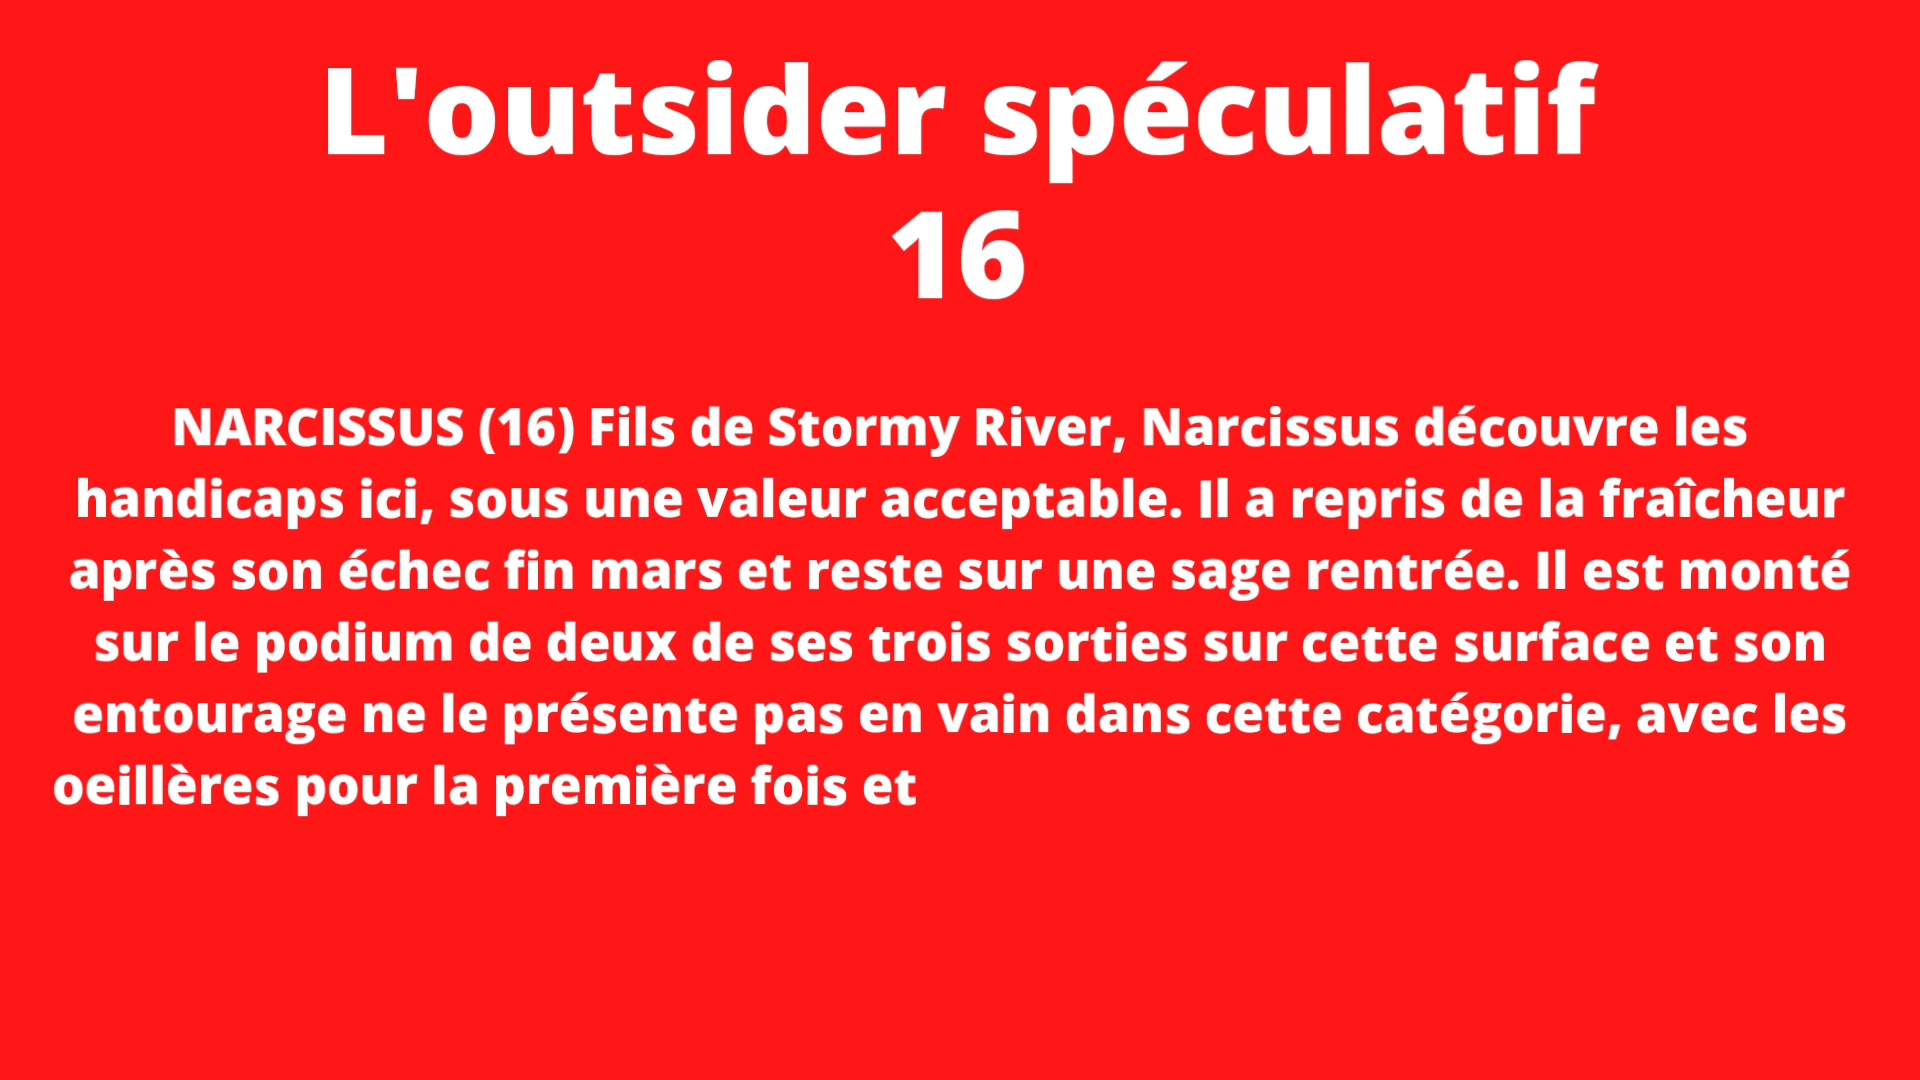 L'outsider spéculatif
16
NARCISSUS (16) Fils de Stormy River, Narcissus découvre les
handicaps ici, sous une valeur acceptable. Il a repris de la fraîcheur
après son échec fin mars et reste sur une sage rentrée. Il est monté
sur le podium de deux de ses trois sorties sur cette surface et son
entourage ne le présente pas en vain dans cette catégorie, avec les
oeillères pour la première fois et